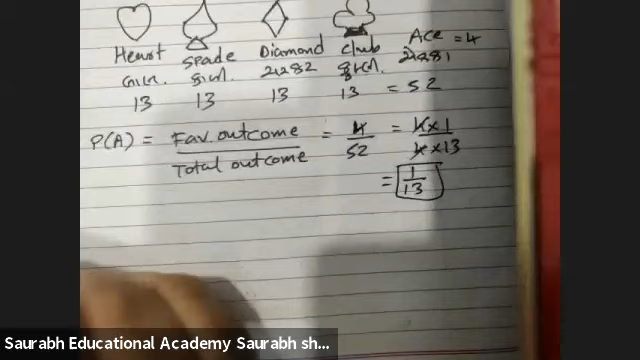 Heart Spade Diamond Club Ace = 4
13 13 13 13 = 52
P(A) = Fav. outcome / Total outcome = 4/52 = 4×1 / 4×13
= 1/13
Saurabh Educational Academy Saurabh sh...